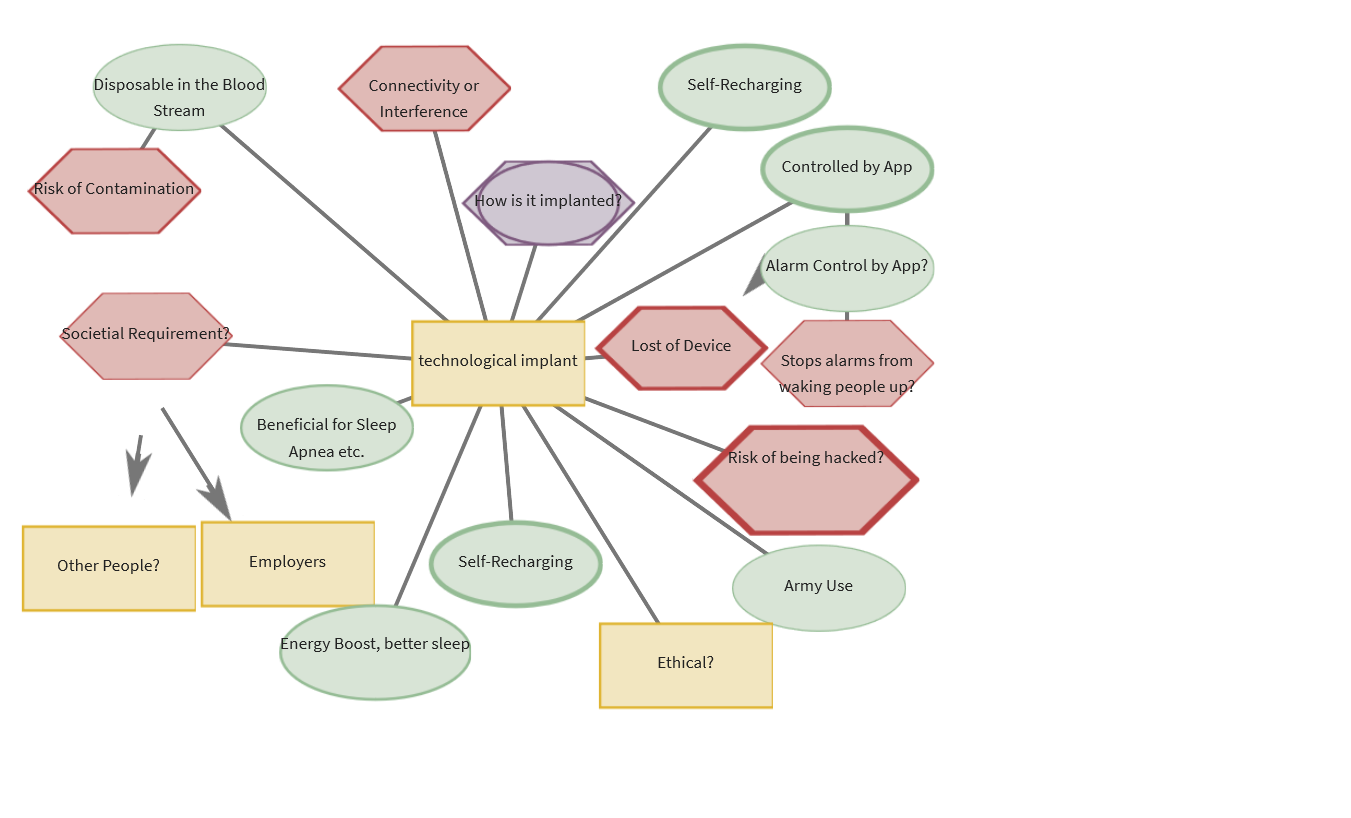 Disposable in the Blood
Stream
Connectivity or
Interference
Self-Recharging
Controlled by App
Risk of Contamination
How is it implanted?
Alarm Control by App?
Societial Requirement?
technological implant
Lost of Device
Stops alarms from
waking people up?
Beneficial for Sleep
Apnea etc.
Risk of being hacked?
Other People?
Employers
Self-Recharging
Army Use
Energy Boost, better sleep
Ethical?